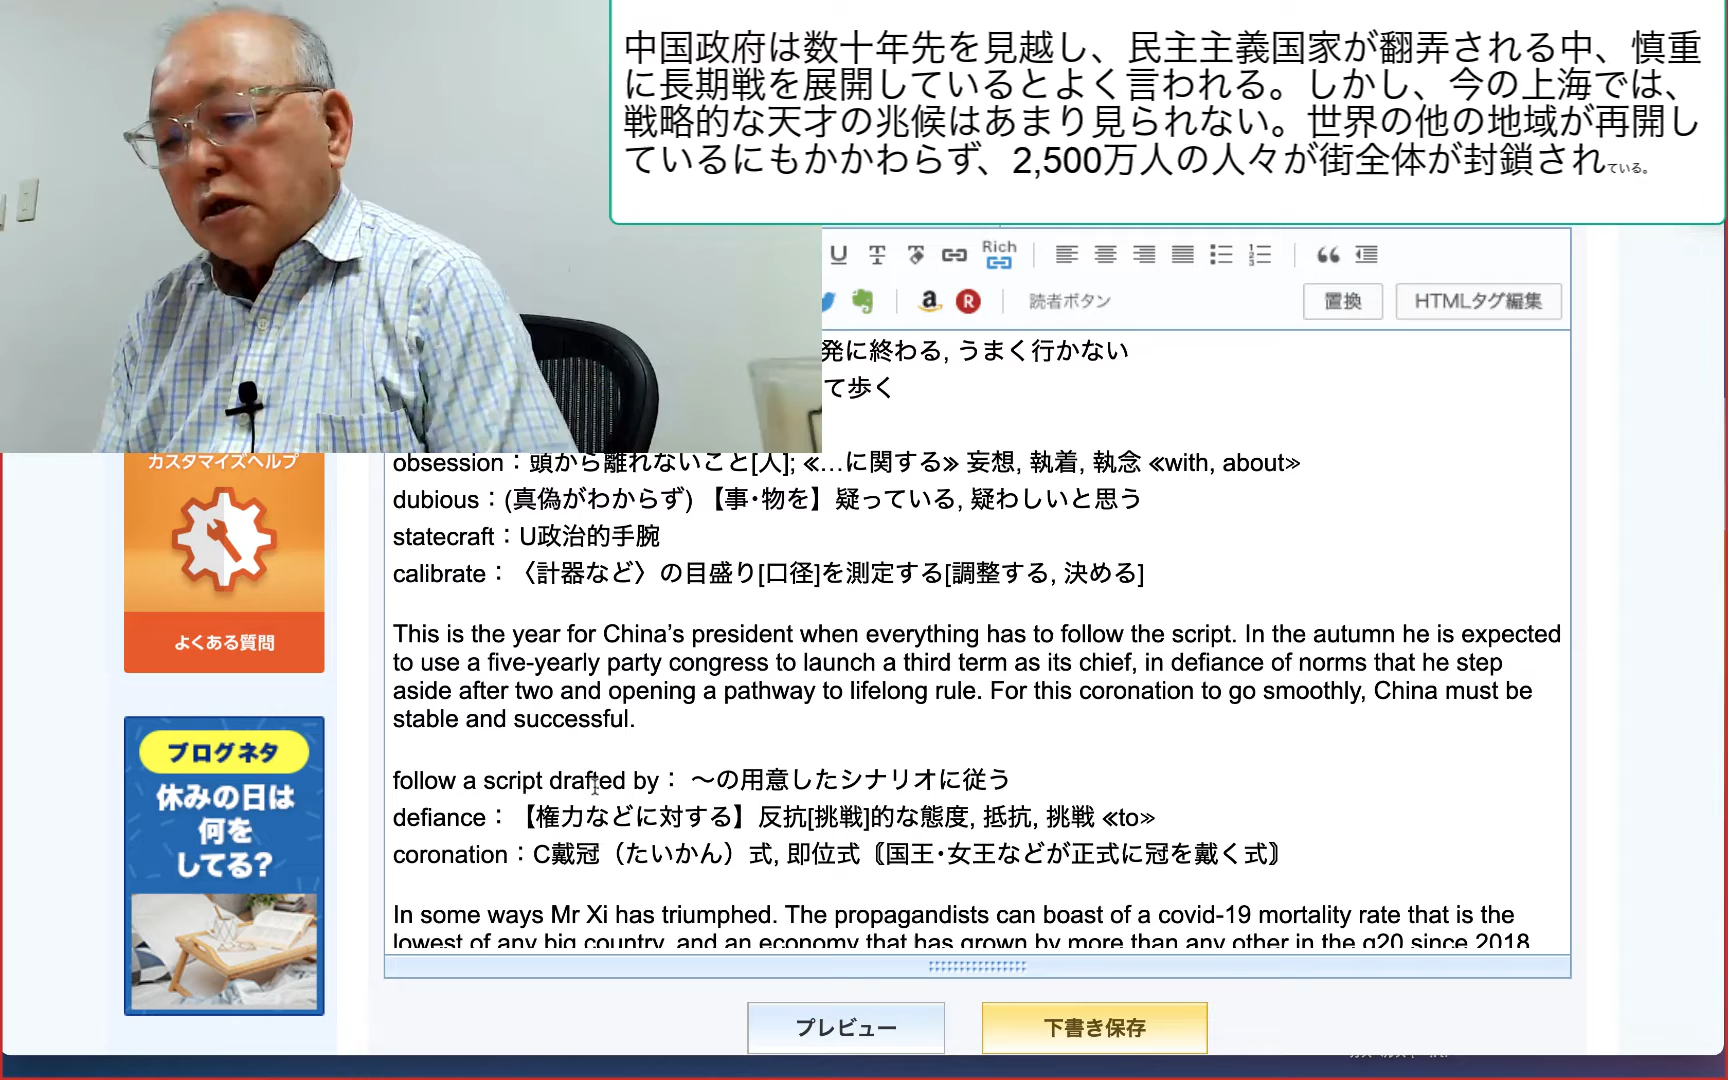 中国政府は数十年先を見越し、民主主義国家が翻弄される中、慎重
に長期戦を展開しているとよく言われる。しかし、今の上海では、
戦略的な天才の兆候はあまり見られない。世界の他の地域が再開し
ているにもかかわらず、2,500万人の人々が街全体が封鎖されている。
Rich
読者ボタン
置換
HTMLタグ編集
発に終わる, うまく行かない
て歩く
カスタマイズヘルプ
よくある質問
obsession：頭から離れないこと[人]; ≪…に関する≫ 妄想, 執着, 執念 ≪with, about≫
dubious：(真偽がわからず) 【事･物を】疑っている, 疑わしいと思う
statecraft：U政治的手腕
calibrate：〈計器など〉の目盛り[口径]を測定する[調整する, 決める]
This is the year for China’s president when everything has to follow the script. In the autumn he is expected
to use a five-yearly party congress to launch a third term as its chief, in defiance of norms that he step
aside after two and opening a pathway to lifelong rule. For this coronation to go smoothly, China must be
stable and successful.
ブログネタ
休みの日は
何を
してる?
follow a script drafted by： ～の用意したシナリオに従う
defiance：【権力などに対する】反抗[挑戦]的な態度, 抵抗, 挑戦 ≪to≫
coronation：C戴冠（たいかん）式, 即位式〘国王･女王などが正式に冠を戴く式〙
In some ways Mr Xi has triumphed. The propagandists can boast of a covid-19 mortality rate that is the
lowest of any big country, and an economy that has grown by more than any other in the g20 since 2018.
プレビュー
下書き保存